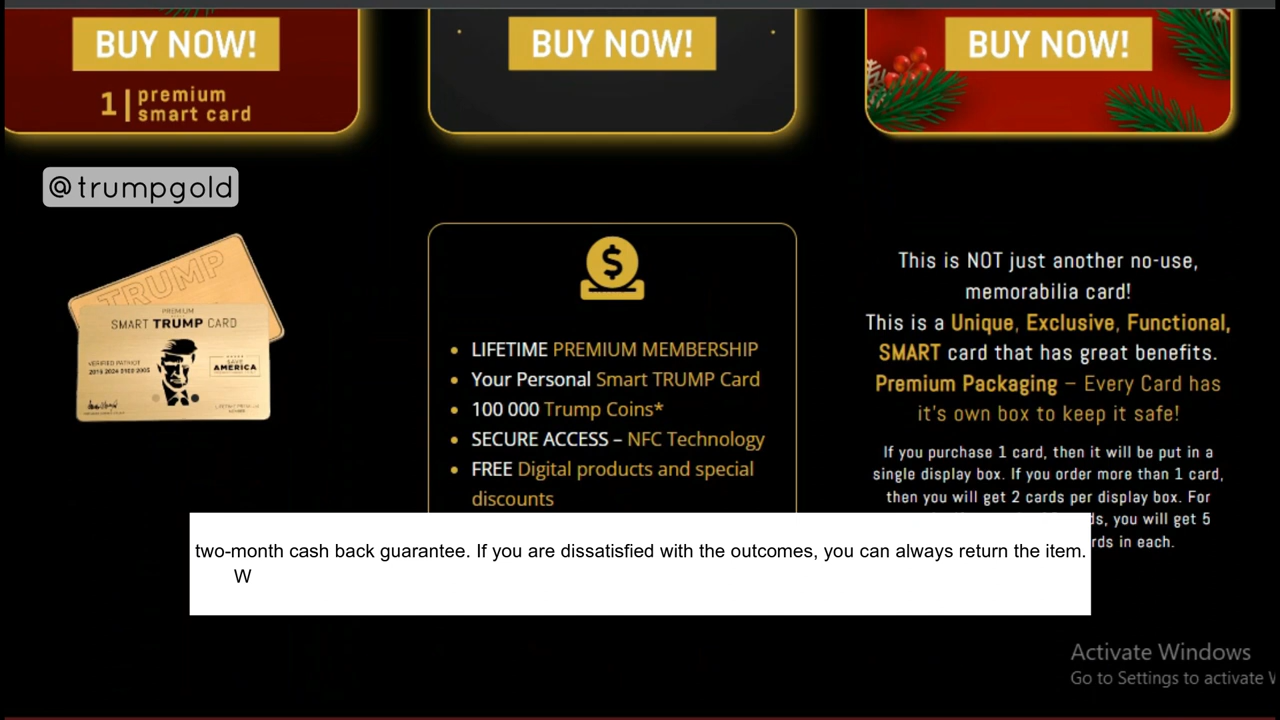 BUY NOW!
BUY NOW!
BUY NOW!
1 | premium
smart card
@trumpgold
TRUMP
PREMIUM
SMART TRUMP CARD
VERIFIED PATRIOT
SAVE
AMERICA
LIFETIME PREMIUM MEMBERSHIP
Your Personal Smart TRUMP Card
100 000 Trump Coins*
SECURE ACCESS – NFC Technology
FREE Digital products and special
discounts
This is NOT just another no-use,
memorabilia card!
This is a Unique, Exclusive, Functional,
SMART card that has great benefits.
Premium Packaging – Every Card has
it's own box to keep it safe!
If you purchase 1 card, then it will be put in a
single display box. If you order more than 1 card,
then you will get 2 cards per display box. For
you will get 5
in each.
two-month cash back guarantee. If you are dissatisfied with the outcomes, you can always return the item.
W
Activate Windows
Go to Settings to activate